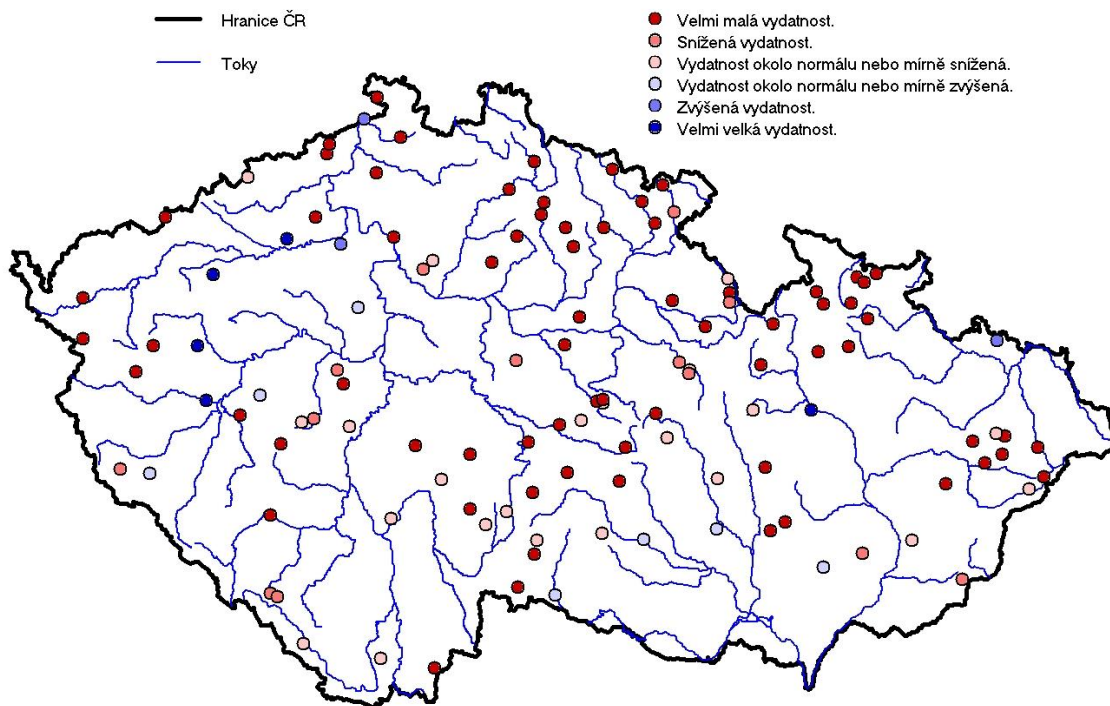 Hranice ČR
Toky
Velmi malá vydatnost.
Snížená vydatnost.
Vydatnost okolo normálu nebo mírně snížená.
Vydatnost okolo normálu nebo mírně zvýšená.
Zvýšená vydatnost.
Velmi velká vydatnost.